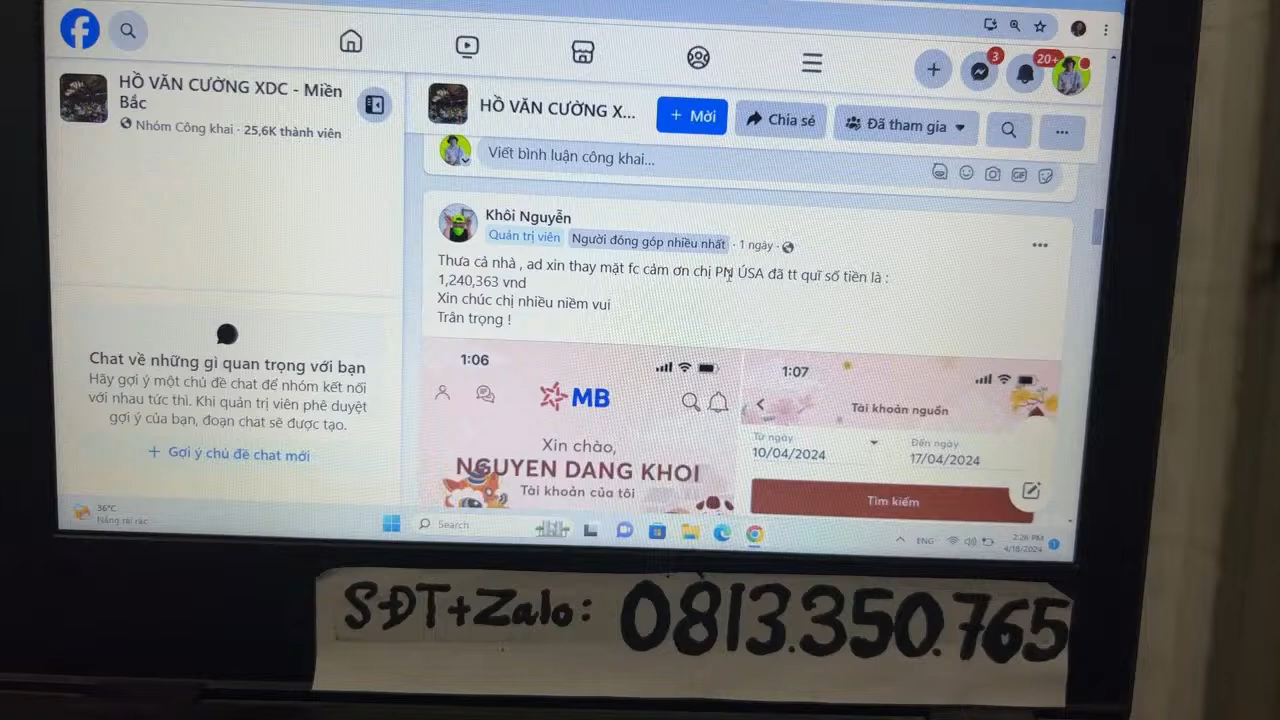 HỒ VĂN CƯỜNG XDC - Miền
Bắc
Nhóm Công khai · 25,6K thành viên
Chat về những gì quan trọng với bạn
Hãy gợi ý một chủ đề chat để nhóm kết nối
với nhau tức thì. Khi quản trị viên phê duyệt
gợi ý của bạn, đoạn chat sẽ được tạo.
+ Gợi ý chủ đề chat mới
3
20+
HỒ VĂN CƯỜNG X...
+ Mời
Chia sẻ
Đã tham gia
Viết bình luận công khai...
GIF
Khôi Nguyễn
Quản trị viên
Người đóng góp nhiều nhất · 1 ngày ·
Thưa cả nhà , ad xin thay mặt fc cảm ơn chị PN ÚSA đã tt quĩ số tiền là :
1,240,363 vnd
Xin chúc chị nhiều niềm vui
Trân trọng !
1:06
MB
Xin chào,
NGUYEN DANG KHOI
Tài khoản của tôi
1:07
Tài khoản nguồn
Từ ngày
10/04/2024
Đến ngày
17/04/2024
Tìm kiếm
36°C
Nắng rải rác
Search
ENG
2:26 PM
4/18/2024
1
SĐT+Zalo: 0813.350.765